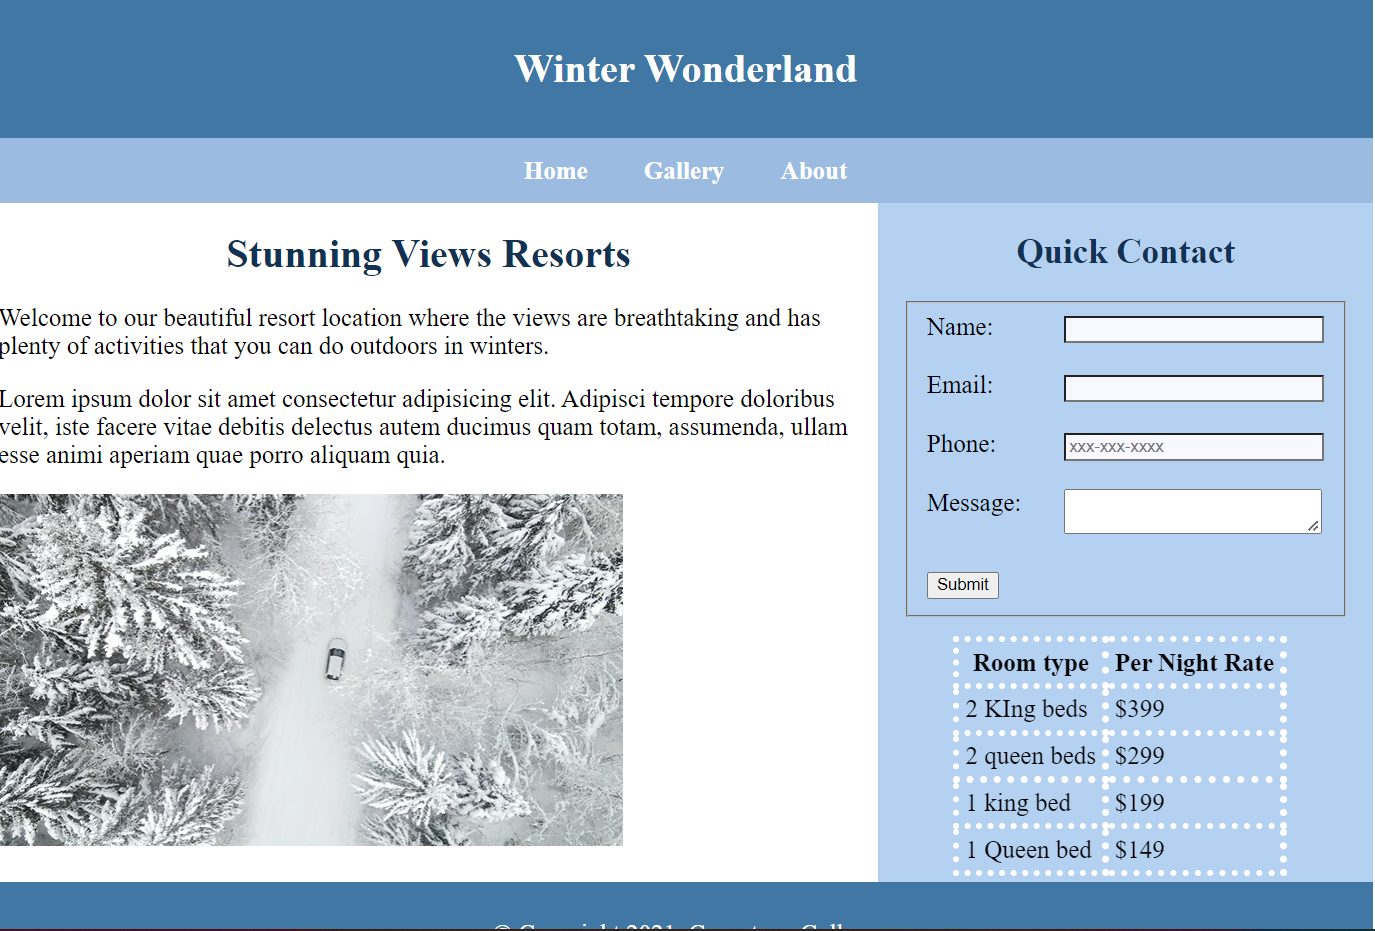 Winter Wonderland
Home Gallery About
Stunning Views Resorts
Welcome to our beautiful resort location where the views are breathtaking and has
plenty of activities that you can do outdoors in winters.
Lorem ipsum dolor sit amet consectetur adipisicing elit. Adipisci tempore doloribus
velit, iste facere vitae debitis delectus autem ducimus quam totam, assumenda, ullam
esse animi aperiam quae porro aliquam quia.
Quick Contact
Name:
Email:
Phone: xxx-xxx-xxxx
Message:
Submit
Room type Per Night Rate
2 KIng beds $399
2 queen beds $299
1 king bed $199
1 Queen bed $149
© Copyright 2021